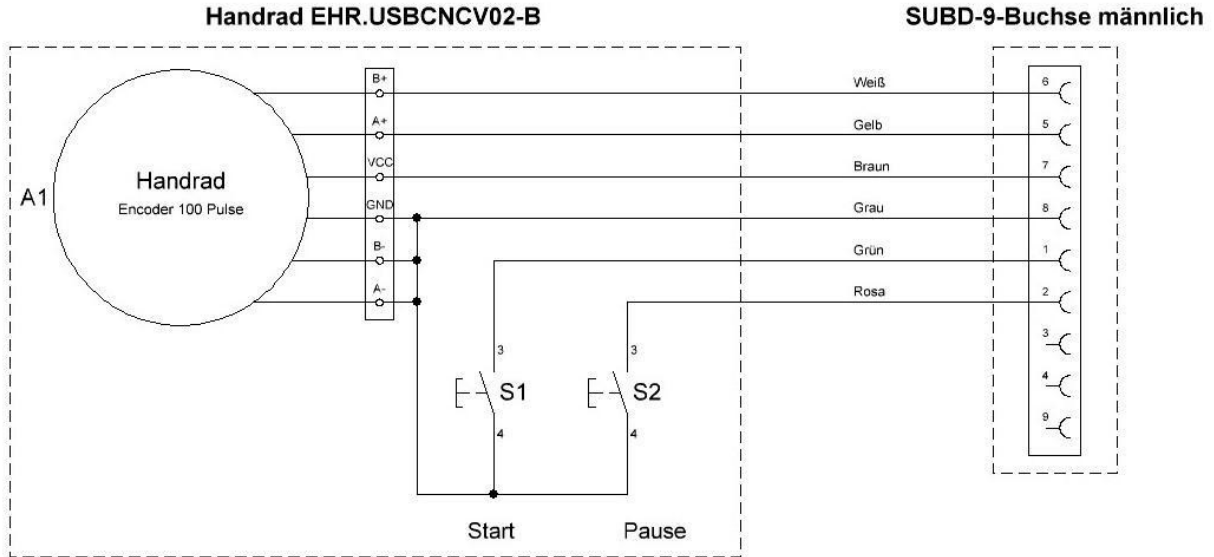 Handrad EHR.USBCNCV02-B
SUBD-9-Buchse männlich
B+
Weiß
6
A+
Gelb
5
VCC
Braun
7
A1
Handrad
Encoder 100 Pulse
GND
Grau
8
B-
Grün
1
A-
Rosa
2
3
4
9
3
3
S1
S2
4
4
Start
Pause